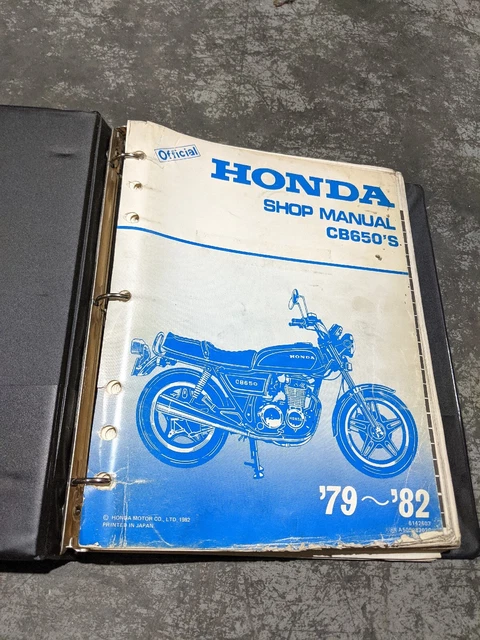 Official
HONDA
SHOP MANUAL
CB650'S
HONDA
CB650
'79~'82
© HONDA MOTOR CO., LTD. 1982
PRINTED IN JAPAN